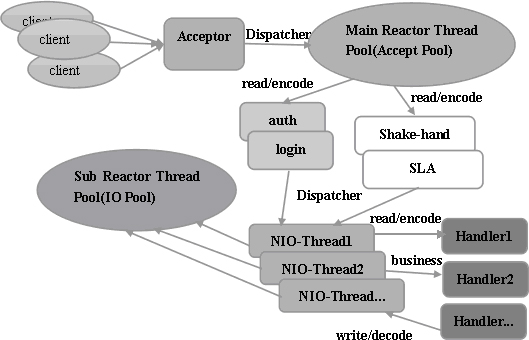 client
client
client
Acceptor
Dispatcher
Main Reactor Thread
Pool(Accept Pool)
read/encode
read/encode
auth
login
Shake-hand
SLA
Sub Reactor Thread
Pool(IO Pool)
Dispatcher
read/encode
NIO-Thread1
Handler1
business
NIO-Thread2
Handler2
NIO-Thread...
Handler...
write/decode